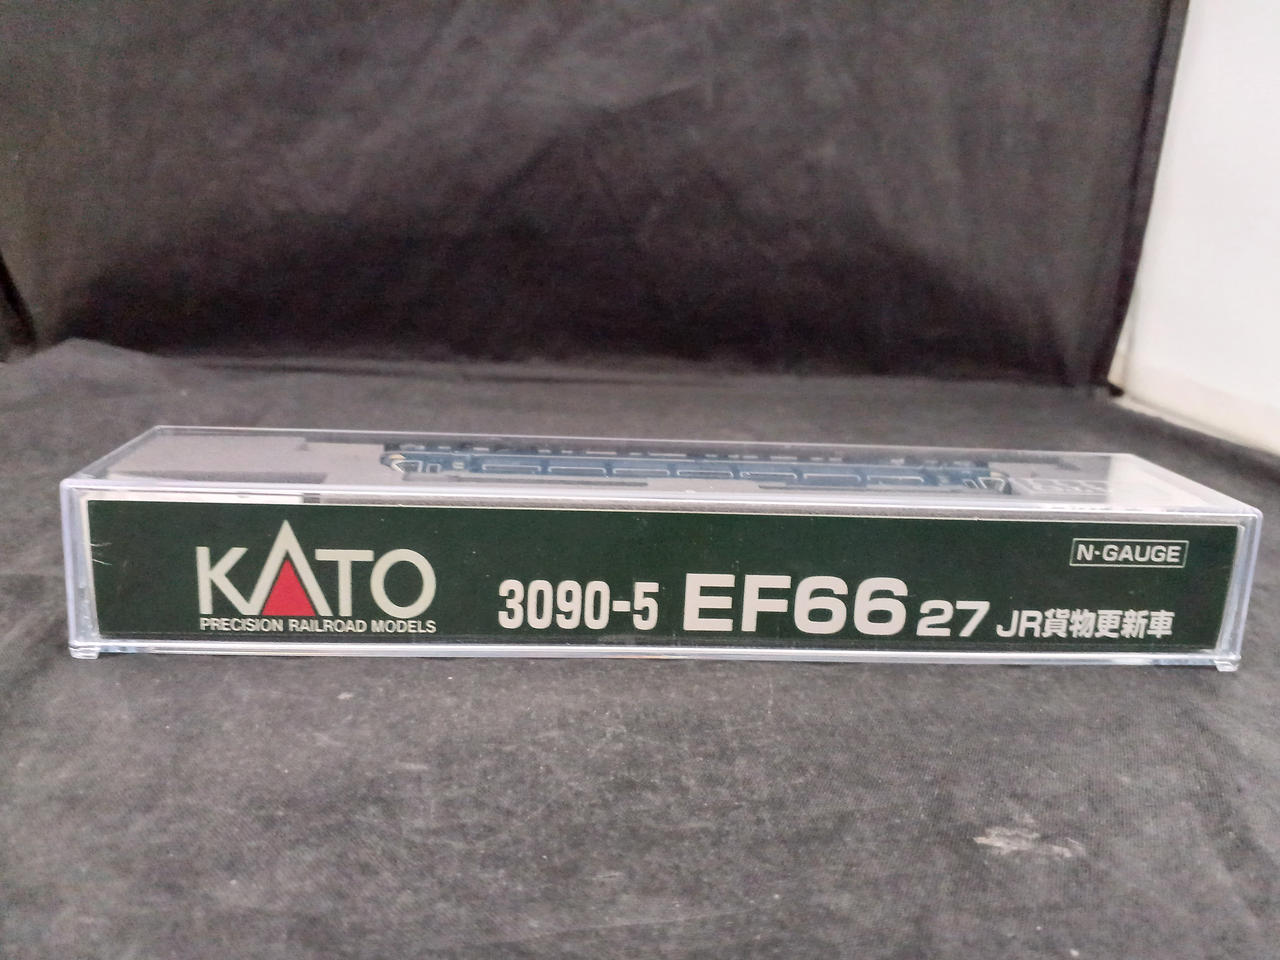 KATO
PRECISION RAILROAD MODELS
3090-5 EF66 27 JR貨物更新車
N-GAUGE